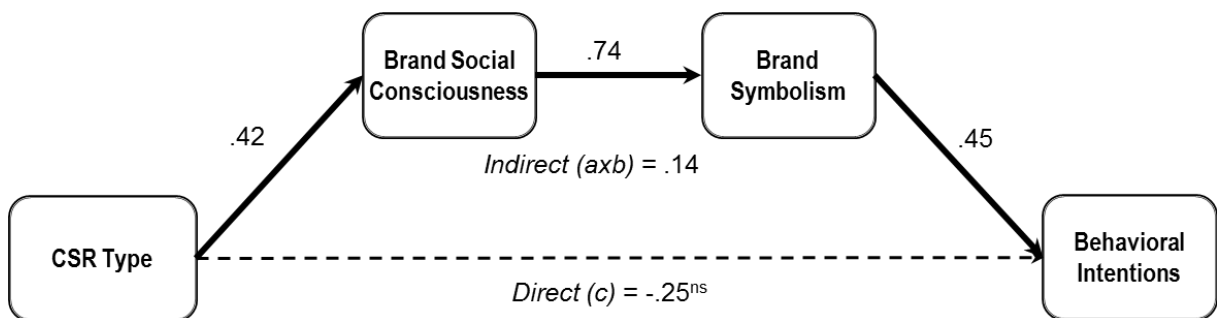 Brand Social
Consciousness
.74
Brand
Symbolism
.42
.45
Indirect (axb) = .14
CSR Type
Behavioral
Intentions
Direct (c) = -.25ns